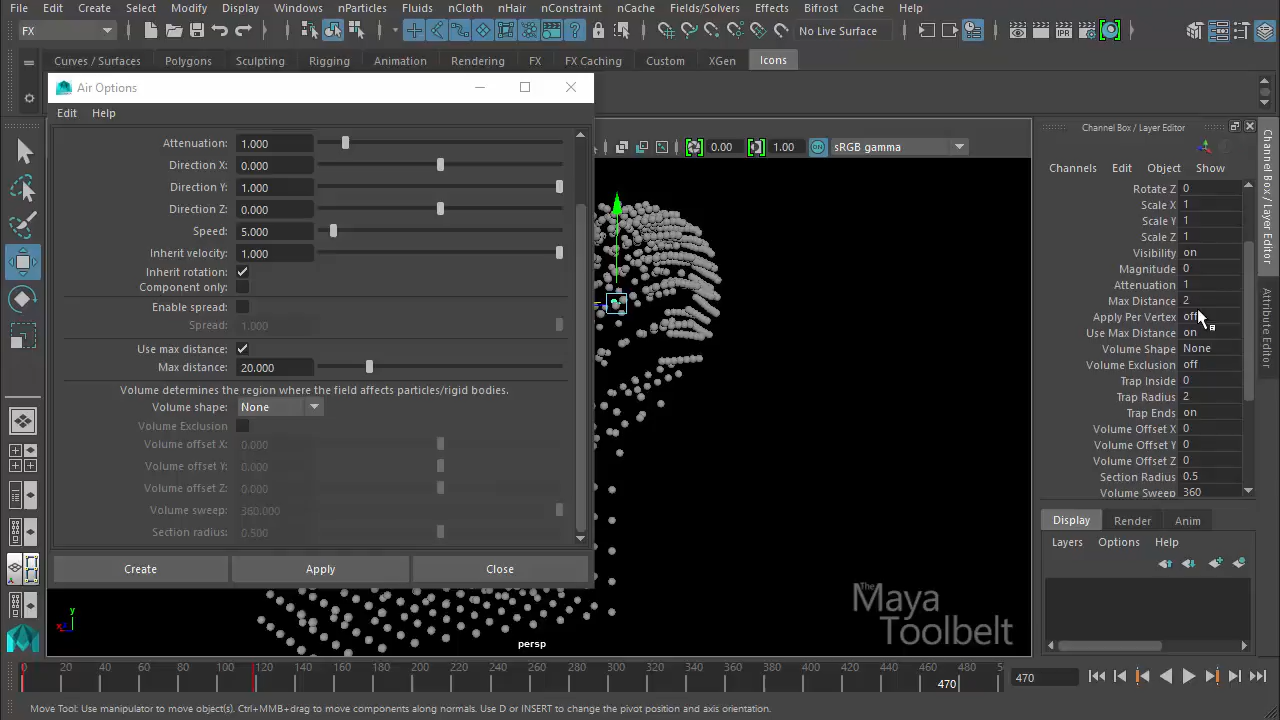 File Edit Create Select Modify Display Windows nParticles Fluids nCloth nHair nConstraint nCache Fields/Solvers Effects Bifrost Cache Arnold Help
FX
No Live Surface
IPR
Curves / Surfaces Polygons Sculpting Rigging Animation Rendering FX FX Caching Custom XGen Icons
Air Options
Edit Help
Attenuation: 1.000
Direction X: 0.000
Direction Y: 1.000
Direction Z: 0.000
Speed: 5.000
Inherit velocity: 1.000
Inherit rotation:
Component only:
Enable spread:
Spread: 1.000
Use max distance:
Max distance: 20.000
Volume determines the region where the field affects particles/rigid bodies.
Volume shape: None
Volume Exclusion
Volume offset X: 0.000
Volume offset Y: 0.000
Volume offset Z: 0.000
Volume sweep: 360.000
Section radius: 0.500
Create Apply Close
0.00 1.00 ON sRGB gamma
y
x
persp
The Maya Toolbelt
Channel Box / Layer Editor
Channels Edit Object Show
Rotate Z 0
Scale X 1
Scale Y 1
Scale Z 1
Visibility on
Magnitude 0
Attenuation 1
Max Distance 2
Apply Per Vertex off
Use Max Distance on
Volume Shape None
Volume Exclusion off
Trap Inside 0
Trap Radius 2
Trap Ends on
Volume Offset X 0
Volume Offset Y 0
Volume Offset Z 0
Section Radius 0.5
Volume Sweep 360
Channel Box / Layer Editor
Attribute Editor
Display Render Anim
Layers Options Help
0 20 40 60 80 100 120 140 160 180 200 220 240 260 280 300 320 340 360 380 400 420 440 460 480 50
470
470
Move Tool: Use manipulator to move object(s). Ctrl+MMB+drag to move components along normals. Use D or INSERT to change the pivot position and axis orientation.